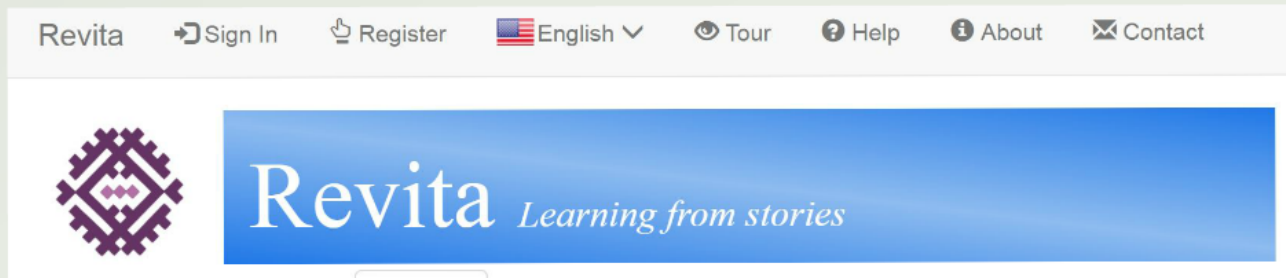 Revita Sign In Register English Tour Help About Contact
Revita Learning from stories